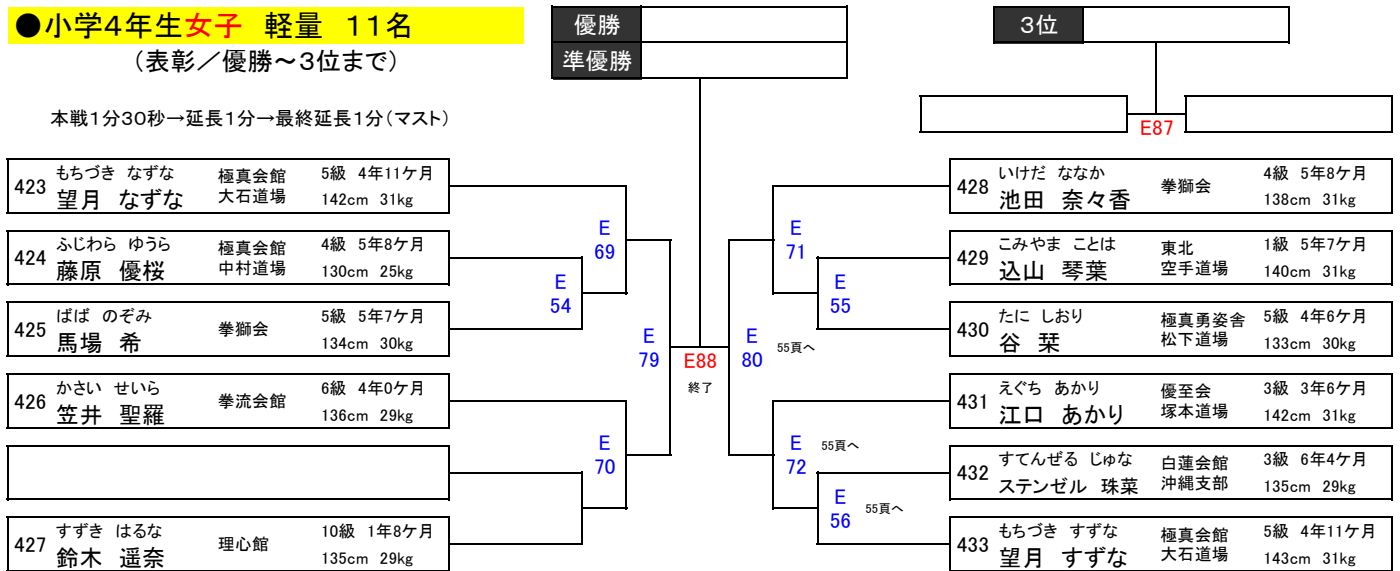 ●小学4年生女子 軽量 11名
(表彰/優勝～3位まで)
本戦1分30秒→延長1分→最終延長1分(マスト)
優勝
準優勝
3位
E87
423 もちづき なずな 極真会館 5級 4年11ケ月
望月 なずな 大石道場 142cm 31kg
424 ふじわら ゆうら 極真会館 4級 5年8ケ月
藤原 優桜 中村道場 130cm 25kg
425 ばば のぞみ 拳獅会 5級 5年7ケ月
馬場 希 134cm 30kg
426 かさい せいら 拳流会館 6級 4年0ケ月
笠井 聖羅 136cm 29kg
427 すずき はるな 理心館 10級 1年8ケ月
鈴木 遥奈 135cm 29kg
E
69
E
54
E
79
E
70
E88
終了
E
80
55頁へ
E
71
E
55
E
72
55頁へ
E
56
55頁へ
428 いけだ ななか 拳獅会 4級 5年8ケ月
池田 奈々香 138cm 31kg
429 こみやま ことは 東北 1級 5年7ケ月
込山 琴葉 空手道場 140cm 31kg
430 たに しおり 極真勇姿舎 5級 4年6ケ月
谷 栞 松下道場 133cm 30kg
431 えぐち あかり 優至会 3級 3年6ケ月
江口 あかり 塚本道場 142cm 31kg
432 すてんぜる じゅな 白蓮会館 3級 6年4ケ月
ステンゼル 珠菜 沖縄支部 135cm 29kg
433 もちづき すずな 極真会館 5級 4年11ケ月
望月 すずな 大石道場 143cm 31kg